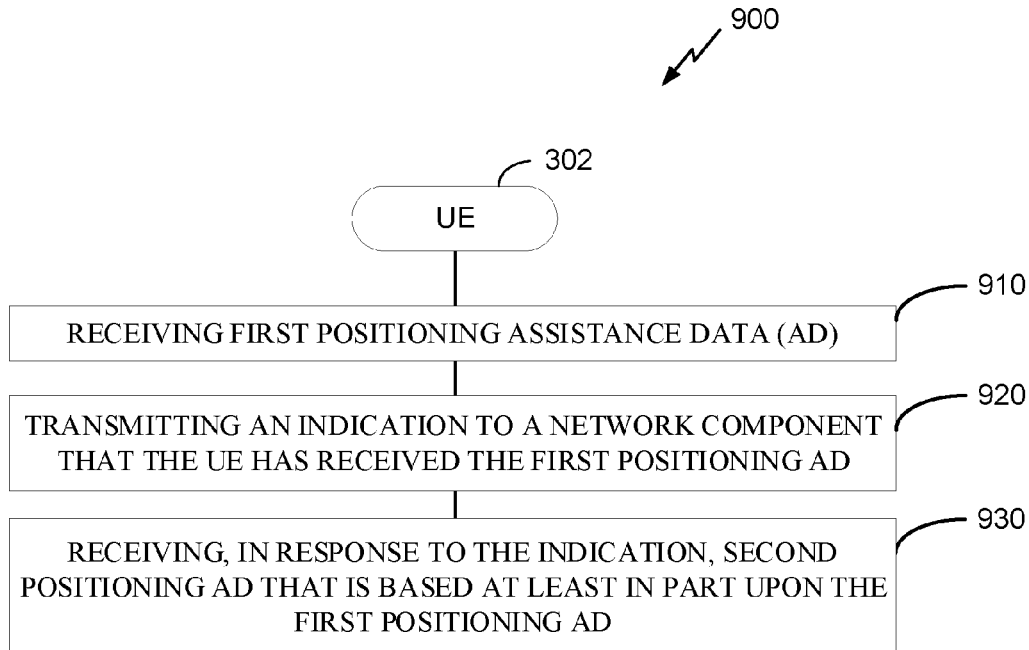 900
302
UE
910
RECEIVING FIRST POSITIONING ASSISTANCE DATA (AD)
920
TRANSMITTING AN INDICATION TO A NETWORK COMPONENT
THAT THE UE HAS RECEIVED THE FIRST POSITIONING AD
930
RECEIVING, IN RESPONSE TO THE INDICATION, SECOND
POSITIONING AD THAT IS BASED AT LEAST IN PART UPON THE
FIRST POSITIONING AD